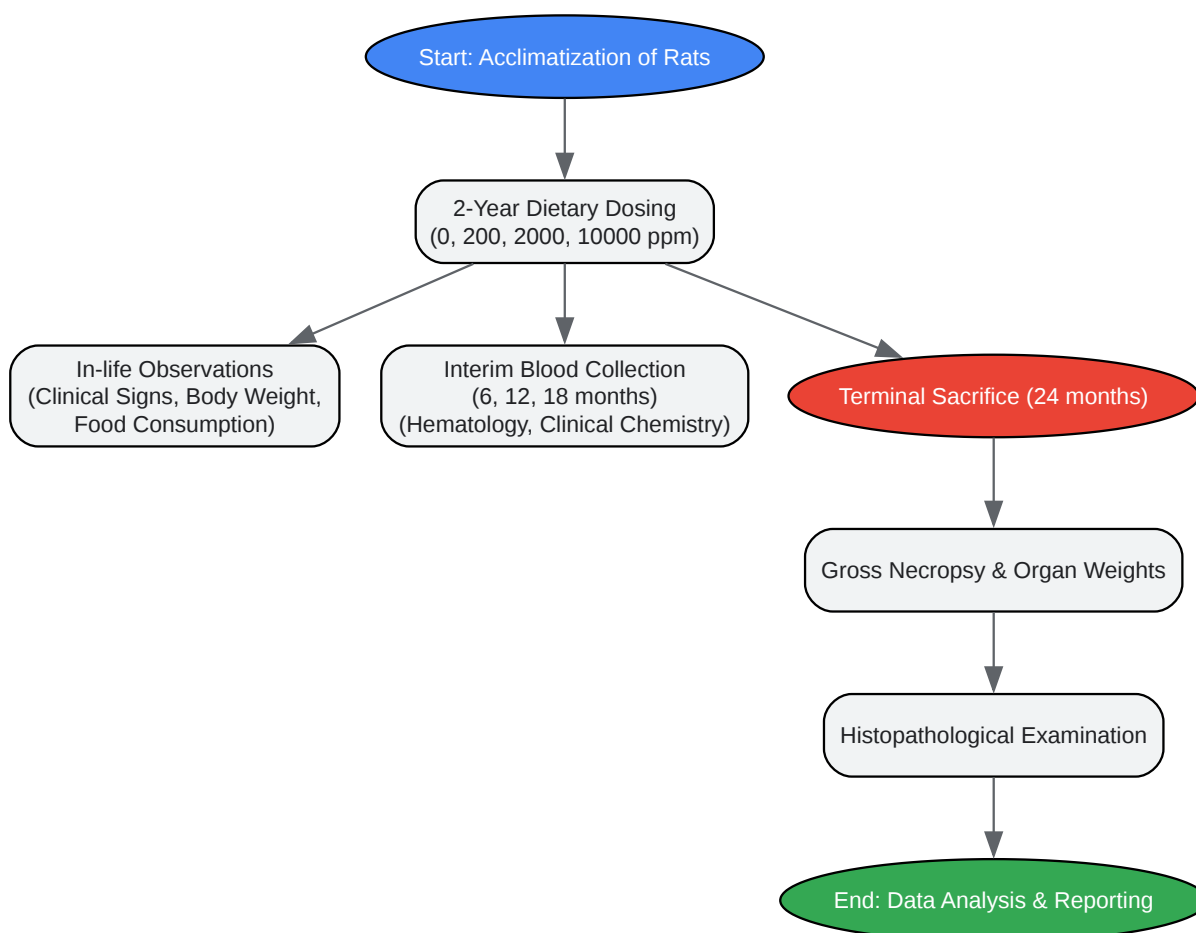 Start: Acclimatization of Rats
2-Year Dietary Dosing
(0, 200, 2000, 10000 ppm)
In-life Observations
(Clinical Signs, Body Weight,
Food Consumption)
Interim Blood Collection
(6, 12, 18 months)
(Hematology, Clinical Chemistry)
Terminal Sacrifice (24 months)
Gross Necropsy & Organ Weights
Histopathological Examination
End: Data Analysis & Reporting